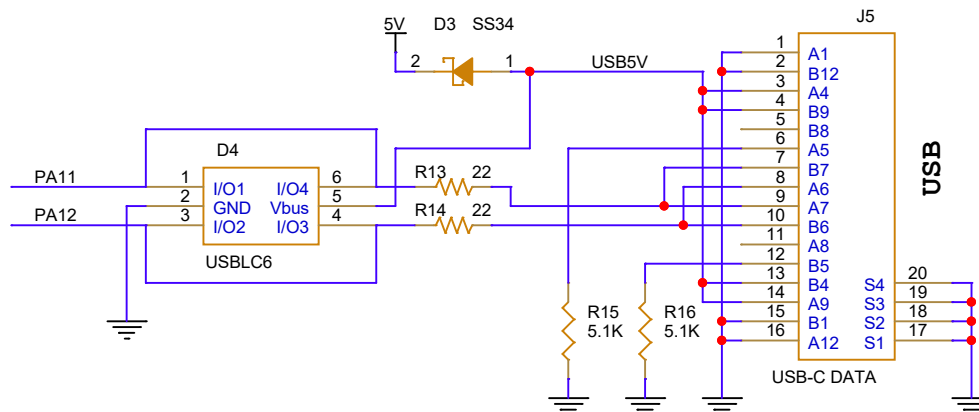 5V
D3 SS34
2
1
USB5V
J5
1 A1
2 B12
3 A4
4 B9
5 B8
6 A5
7 B7
8 A6
9 A7
10 B6
11 A8
12 B5
13 B4
14 A9
15 B1
16 A12
S4 20
S3 19
S2 18
S1 17
USB-C DATA
USB
D4
PA11
PA12
1 I/O1 I/O4 6
2 GND Vbus 5
3 I/O2 I/O3 4
USBLC6
R13 22
R14 22
R15
5.1K
R16
5.1K